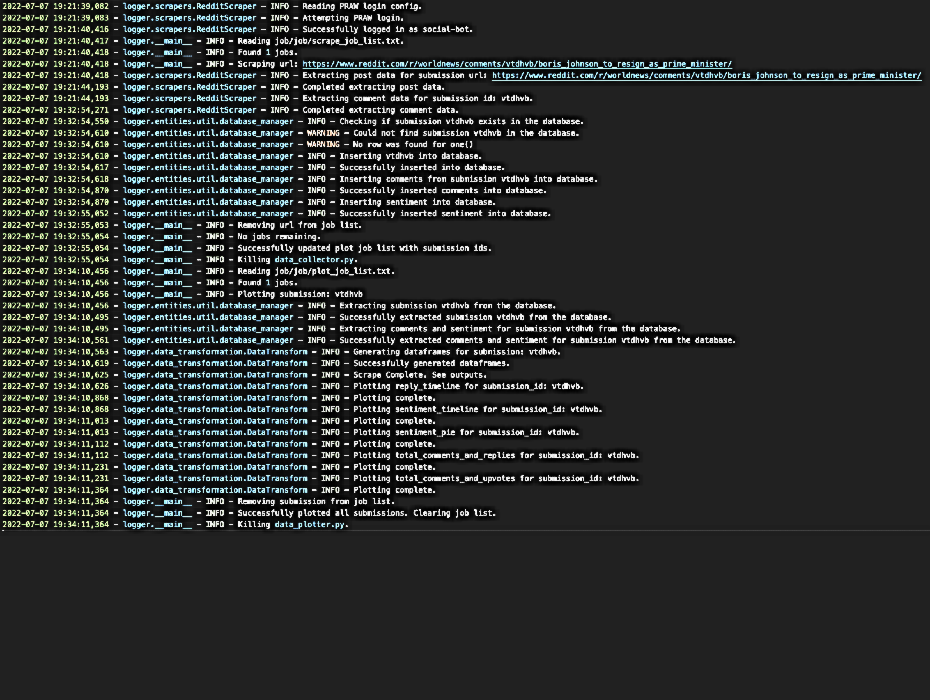 2022-07-07 19:21:39,082 - logger.scrapers.RedditScraper - INFO - Reading PRAW login config.
2022-07-07 19:21:39,083 - logger.scrapers.RedditScraper - INFO - Attempting PRAW login.
2022-07-07 19:21:40,416 - logger.scrapers.RedditScraper - INFO - Successfully logged in as social-bot.
2022-07-07 19:21:40,417 - logger.__main__ - INFO - Reading job/job/scrape_job_list.txt.
2022-07-07 19:21:40,418 - logger.__main__ - INFO - Found 1 jobs.
2022-07-07 19:21:40,418 - logger.__main__ - INFO - Scraping url: https://www.reddit.com/r/worldnews/comments/vtdhvb/boris_johnson_to_resign_as_prime_minister/
2022-07-07 19:21:40,418 - logger.scrapers.RedditScraper - INFO - Extracting post data for submission url: https://www.reddit.com/r/worldnews/comments/vtdhvb/boris_johnson_to_resign_as_prime_minister/
2022-07-07 19:21:44,193 - logger.scrapers.RedditScraper - INFO - Completed extracting post data.
2022-07-07 19:21:44,193 - logger.scrapers.RedditScraper - INFO - Extracting comment data for submission id: vtdhvb.
2022-07-07 19:32:54,271 - logger.scrapers.RedditScraper - INFO - Completed extracting comment data.
2022-07-07 19:32:54,550 - logger.entities.util.database_manager - INFO - Checking if submission vtdhvb exists in the database.
2022-07-07 19:32:54,610 - logger.entities.util.database_manager - WARNING - Could not find submission vtdhvb in the database.
2022-07-07 19:32:54,610 - logger.entities.util.database_manager - WARNING - No row was found for one()
2022-07-07 19:32:54,610 - logger.entities.util.database_manager - INFO - Inserting vtdhvb into database.
2022-07-07 19:32:54,617 - logger.entities.util.database_manager - INFO - Successfully inserted into database.
2022-07-07 19:32:54,618 - logger.entities.util.database_manager - INFO - Inserting comments from submission vtdhvb into database.
2022-07-07 19:32:54,870 - logger.entities.util.database_manager - INFO - Successfully inserted comments into database.
2022-07-07 19:32:54,870 - logger.entities.util.database_manager - INFO - Inserting sentiment into database.
2022-07-07 19:32:55,052 - logger.entities.util.database_manager - INFO - Successfully inserted sentiment into database.
2022-07-07 19:32:55,053 - logger.__main__ - INFO - Removing url from job list.
2022-07-07 19:32:55,054 - logger.__main__ - INFO - No jobs remaining.
2022-07-07 19:32:55,054 - logger.__main__ - INFO - Successfully updated plot job list with submission ids.
2022-07-07 19:32:55,054 - logger.__main__ - INFO - Killing data_collector.py.
2022-07-07 19:34:10,456 - logger.__main__ - INFO - Reading job/job/plot_job_list.txt.
2022-07-07 19:34:10,456 - logger.__main__ - INFO - Found 1 jobs.
2022-07-07 19:34:10,456 - logger.__main__ - INFO - Plotting submission: vtdhvb
2022-07-07 19:34:10,456 - logger.entities.util.database_manager - INFO - Extracting submission vtdhvb from the database.
2022-07-07 19:34:10,495 - logger.entities.util.database_manager - INFO - Successfully extracted submission vtdhvb from the database.
2022-07-07 19:34:10,495 - logger.entities.util.database_manager - INFO - Extracting comments and sentiment for submission vtdhvb from the database.
2022-07-07 19:34:10,561 - logger.entities.util.database_manager - INFO - Successfully extracted comments and sentiment for submission vtdhvb from the database.
2022-07-07 19:34:10,563 - logger.data_transformation.DataTransform - INFO - Generating dataframes for submission: vtdhvb.
2022-07-07 19:34:10,619 - logger.data_transformation.DataTransform - INFO - Successfully generated dataframes.
2022-07-07 19:34:10,625 - logger.data_transformation.DataTransform - INFO - Scrape Complete. See outputs.
2022-07-07 19:34:10,626 - logger.data_transformation.DataTransform - INFO - Plotting reply_timeline for submission_id: vtdhvb.
2022-07-07 19:34:10,868 - logger.data_transformation.DataTransform - INFO - Plotting complete.
2022-07-07 19:34:10,868 - logger.data_transformation.DataTransform - INFO - Plotting sentiment_timeline for submission_id: vtdhvb.
2022-07-07 19:34:11,013 - logger.data_transformation.DataTransform - INFO - Plotting complete.
2022-07-07 19:34:11,013 - logger.data_transformation.DataTransform - INFO - Plotting sentiment_pie for submission_id: vtdhvb.
2022-07-07 19:34:11,112 - logger.data_transformation.DataTransform - INFO - Plotting complete.
2022-07-07 19:34:11,112 - logger.data_transformation.DataTransform - INFO - Plotting total_comments_and_replies for submission_id: vtdhvb.
2022-07-07 19:34:11,231 - logger.data_transformation.DataTransform - INFO - Plotting complete.
2022-07-07 19:34:11,231 - logger.data_transformation.DataTransform - INFO - Plotting total_comments_and_upvotes for submission_id: vtdhvb.
2022-07-07 19:34:11,364 - logger.data_transformation.DataTransform - INFO - Plotting complete.
2022-07-07 19:34:11,364 - logger.__main__ - INFO - Removing submission from job list.
2022-07-07 19:34:11,364 - logger.__main__ - INFO - Successfully plotted all submissions. Clearing job list.
2022-07-07 19:34:11,364 - logger.__main__ - INFO - Killing data_plotter.py.